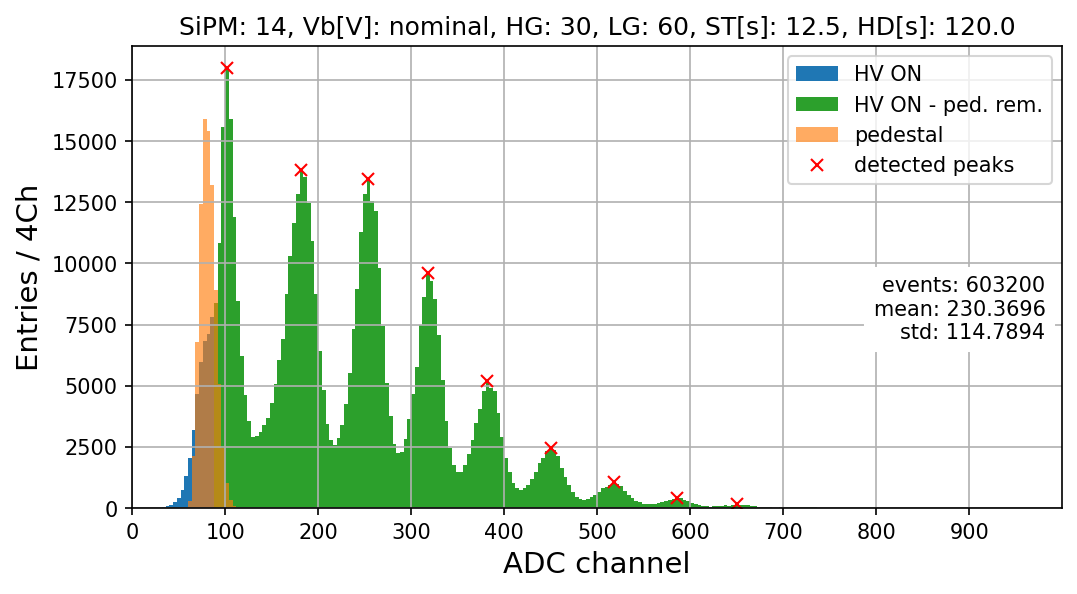 SiPM: 14, Vb[V]: nominal, HG: 30, LG: 60, ST[s]: 12.5, HD[s]: 120.0
Entries / 4Ch
17500
15000
12500
10000
7500
5000
2500
0
HV ON
HV ON - ped. rem.
pedestal
detected peaks
events: 603200
mean: 230.3696
std: 114.7894
0 100 200 300 400 500 600 700 800 900
ADC channel